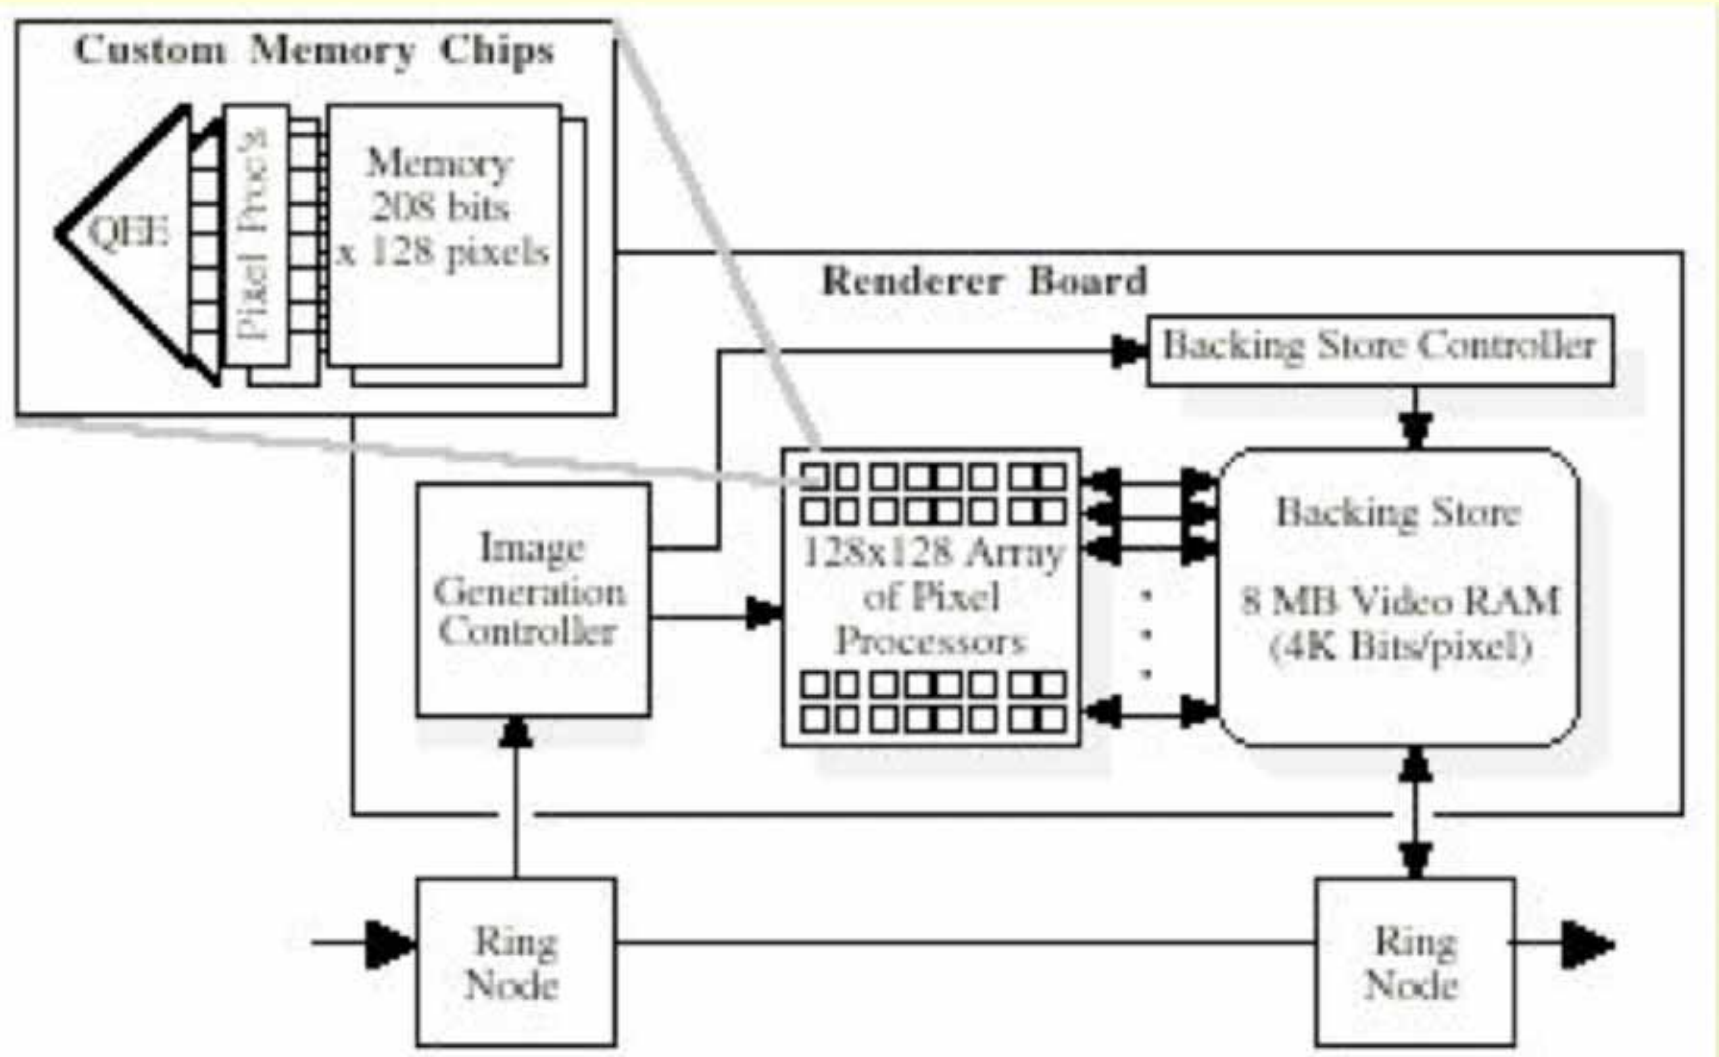 Custom Memory Chips
QEE
Pixel Proc's
Memory
208 bits
x 128 pixels
Renderer Board
Backing Store Controller
Image
Generation
Controller
128x128 Array
of Pixel
Processors
Backing Store
8 MB Video RAM
(4K Bits/pixel)
Ring
Node
Ring
Node